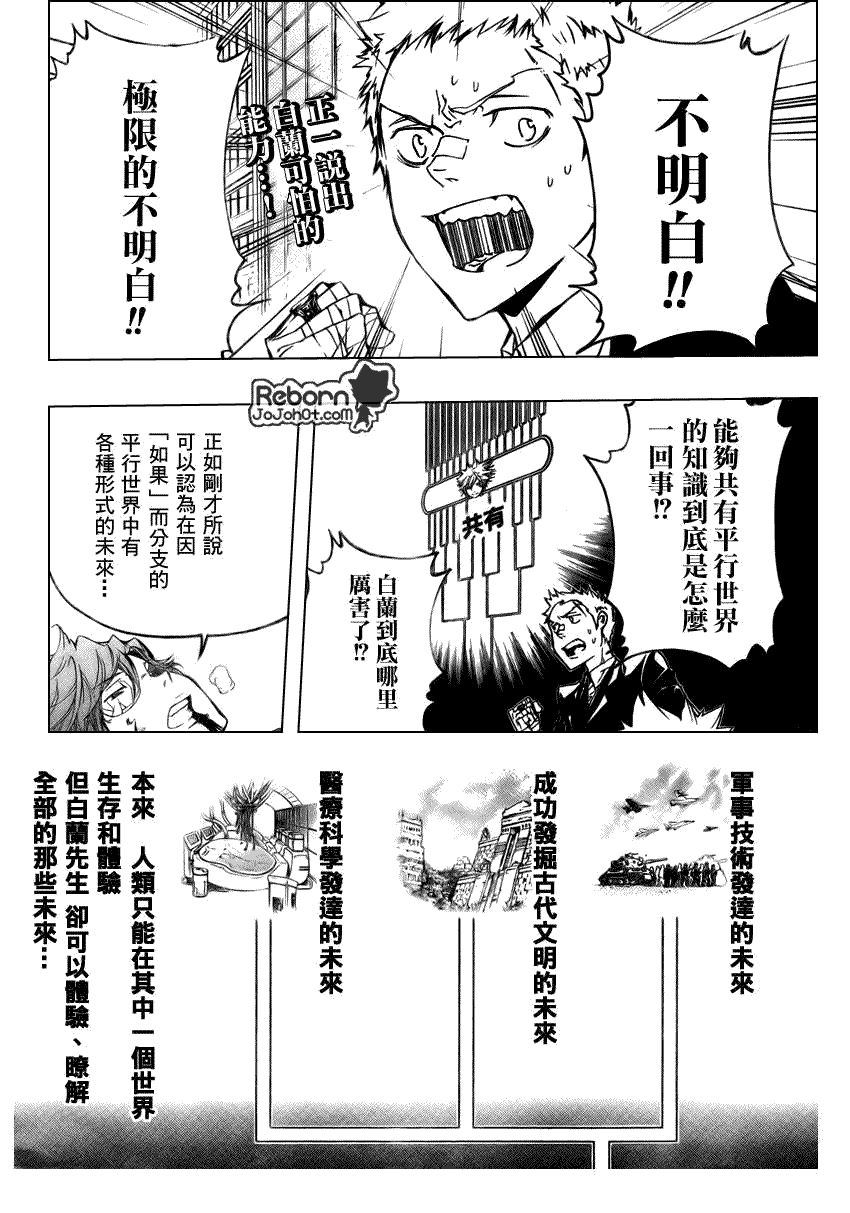 不明白!!
正一說出
白蘭可怕的
能力…!
極限的不明白!!
能夠共有平行世界
的知識到底是怎麼
一回事!?
共有
白蘭到底哪里
厲害了!?
Reborn
JoJoHOt.com
正如剛才所說
可以認為在因
「如果」而分支的
平行世界中有
各種形式的未來…
軍事技術發達的未來
成功發掘古代文明的未來
醫療科學發達的未來
本來 人類只能在其中一個世界
生存和體驗
但白蘭先生 卻可以體驗、瞭解
全部的那些未來…